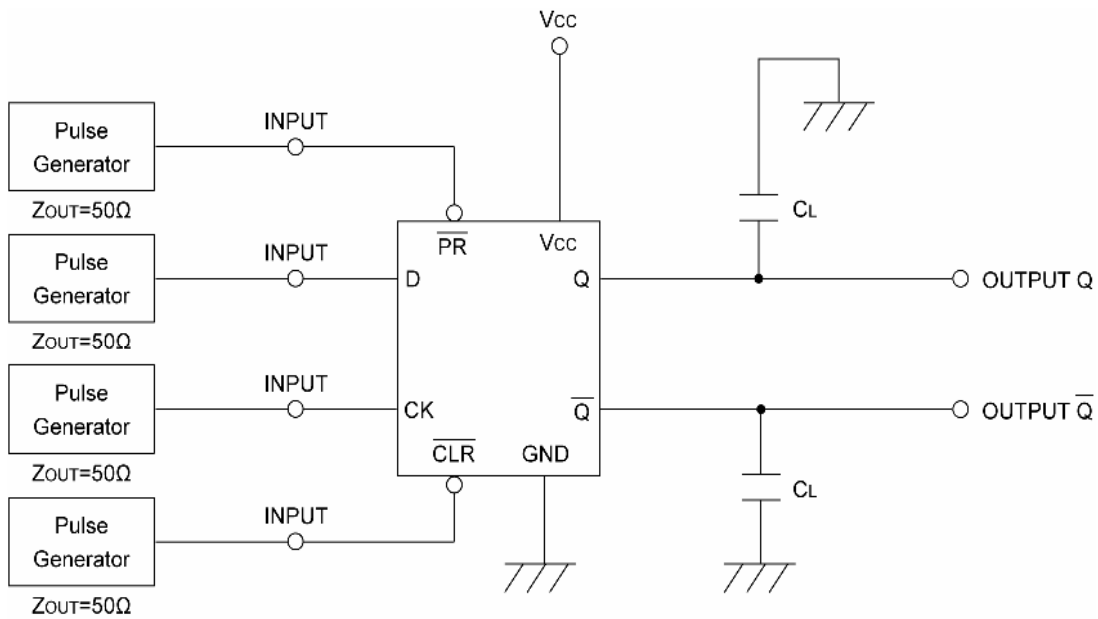 Vcc
Pulse
Generator
ZOUT=50Ω
INPUT
PR
Vcc
CL
Pulse
Generator
ZOUT=50Ω
INPUT
D
Q
OUTPUT Q
Pulse
Generator
ZOUT=50Ω
INPUT
CK
Q̅
OUTPUT Q̅
CLR
GND
CL
Pulse
Generator
ZOUT=50Ω
INPUT